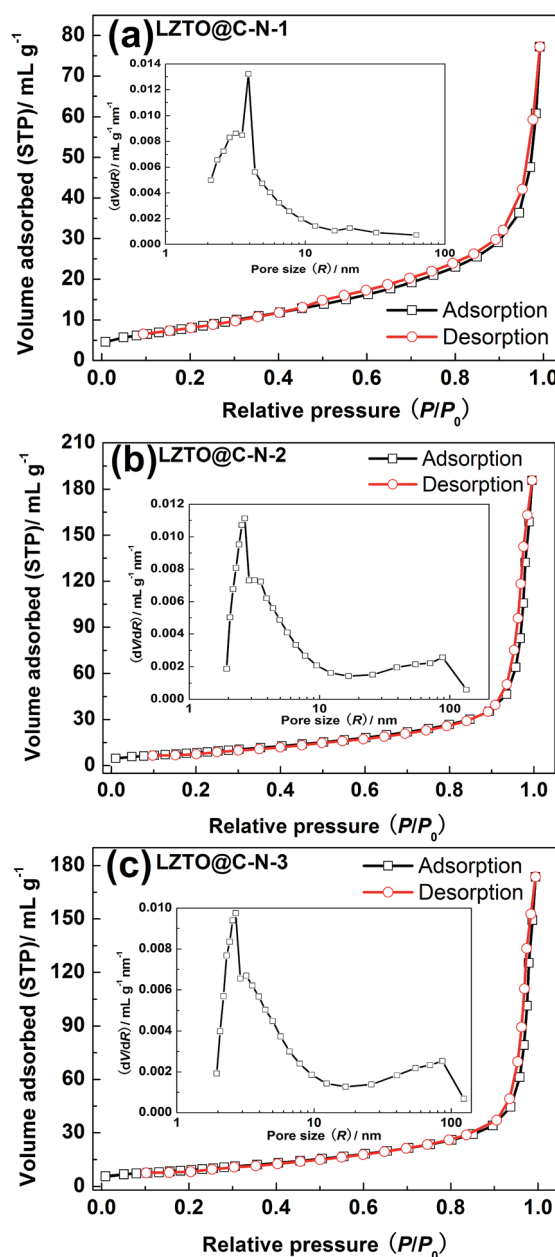 (a) LZTO@C-N-1
Volume adsorbed (STP)/ mL g⁻¹
80
70
60
50
40
30
20
10
0
(dV/dR)/ mL g⁻¹ nm⁻¹
0.014
0.012
0.010
0.008
0.006
0.004
0.002
0.000
1 10 100
Pore size (R) / nm
Adsorption
Desorption
0.0 0.2 0.4 0.6 0.8 1.0
Relative pressure (P/P₀)
(b) LZTO@C-N-2
Volume adsorbed (STP)/ mL g⁻¹
210
180
150
120
90
60
30
0
Adsorption
Desorption
(dV/dR)/ mL g⁻¹ nm⁻¹
0.012
0.010
0.008
0.006
0.004
0.002
0.000
1 10 100
Pore size (R) / nm
0.0 0.2 0.4 0.6 0.8 1.0
Relative pressure (P/P₀)
(c) LZTO@C-N-3
Volume adsorbed (STP)/ mL g⁻¹
180
150
120
90
60
30
0
Adsorption
Desorption
(dV/dR)/ mL g⁻¹ nm⁻¹
0.010
0.008
0.006
0.004
0.002
0.000
1 10 100
Pore size (R) / nm
0.0 0.2 0.4 0.6 0.8 1.0
Relative pressure (P/P₀)